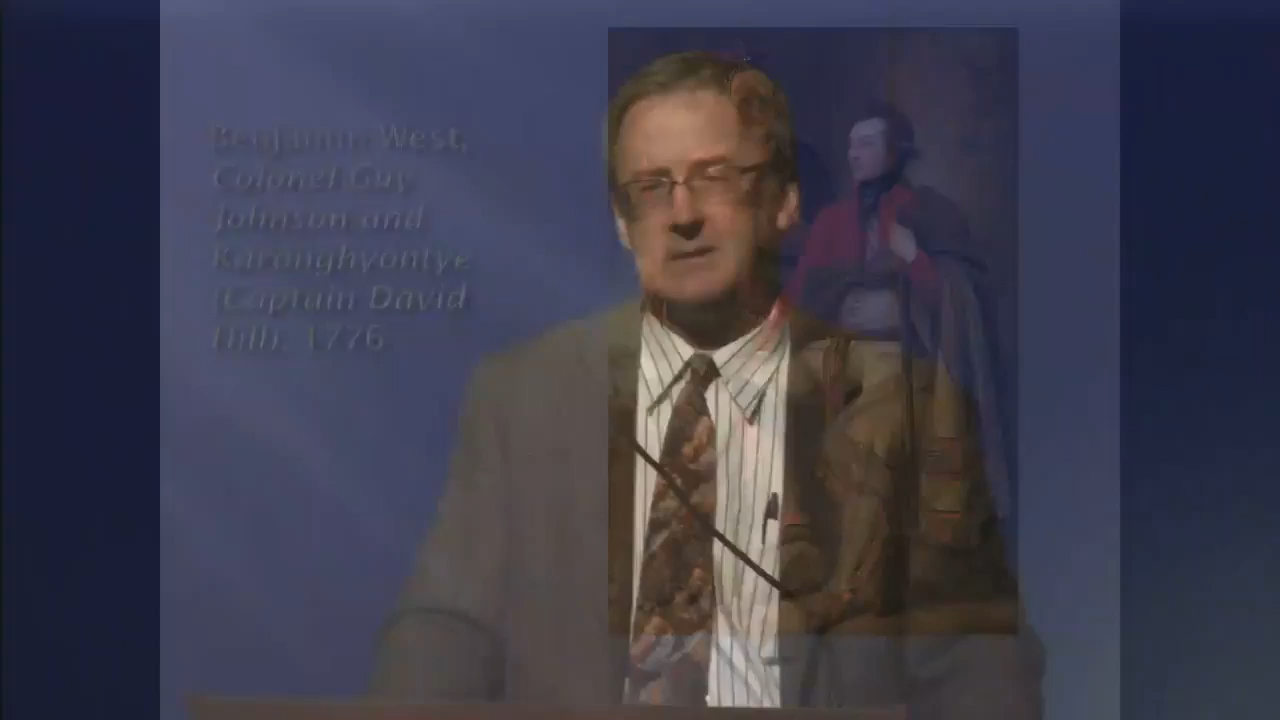 Benjamin West,
Colonel Guy
Johnson and
Karonghyontye
(Captain David
Hill), 1776